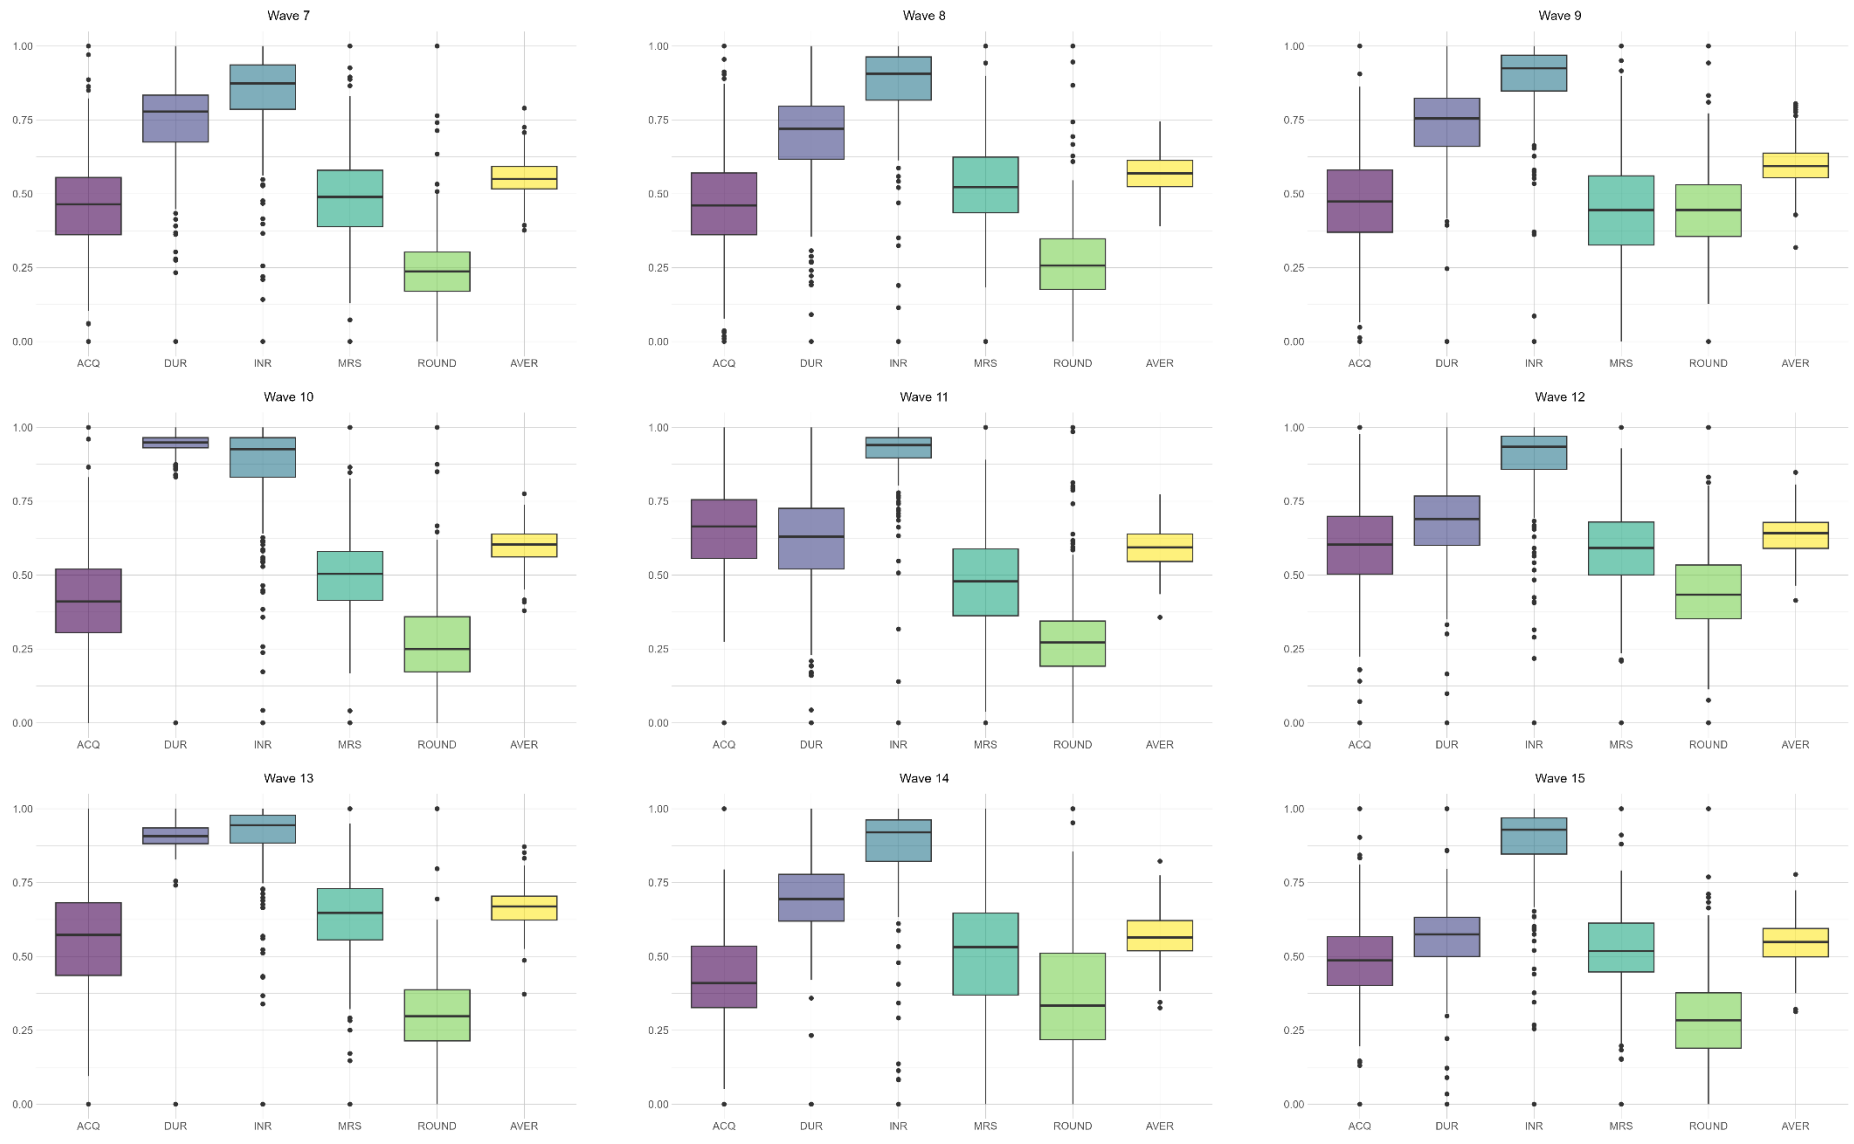 Wave 7 Wave 8 Wave 9
1.00 1.00 1.00
0.75 0.75 0.75
0.50 0.50 0.50
0.25 0.25 0.25
0.00 0.00 0.00
ACQ DUR INR MRS ROUND AVER ACQ DUR INR MRS ROUND AVER ACQ DUR INR MRS ROUND AVER
Wave 10 Wave 11 Wave 12
1.00 1.00 1.00
0.75 0.75 0.75
0.50 0.50 0.50
0.25 0.25 0.25
0.00 0.00 0.00
ACQ DUR INR MRS ROUND AVER ACQ DUR INR MRS ROUND AVER ACQ DUR INR MRS ROUND AVER
Wave 13 Wave 14 Wave 15
1.00 1.00 1.00
0.75 0.75 0.75
0.50 0.50 0.50
0.25 0.25 0.25
0.00 0.00 0.00
ACQ DUR INR MRS ROUND AVER ACQ DUR INR MRS ROUND AVER ACQ DUR INR MRS ROUND AVER